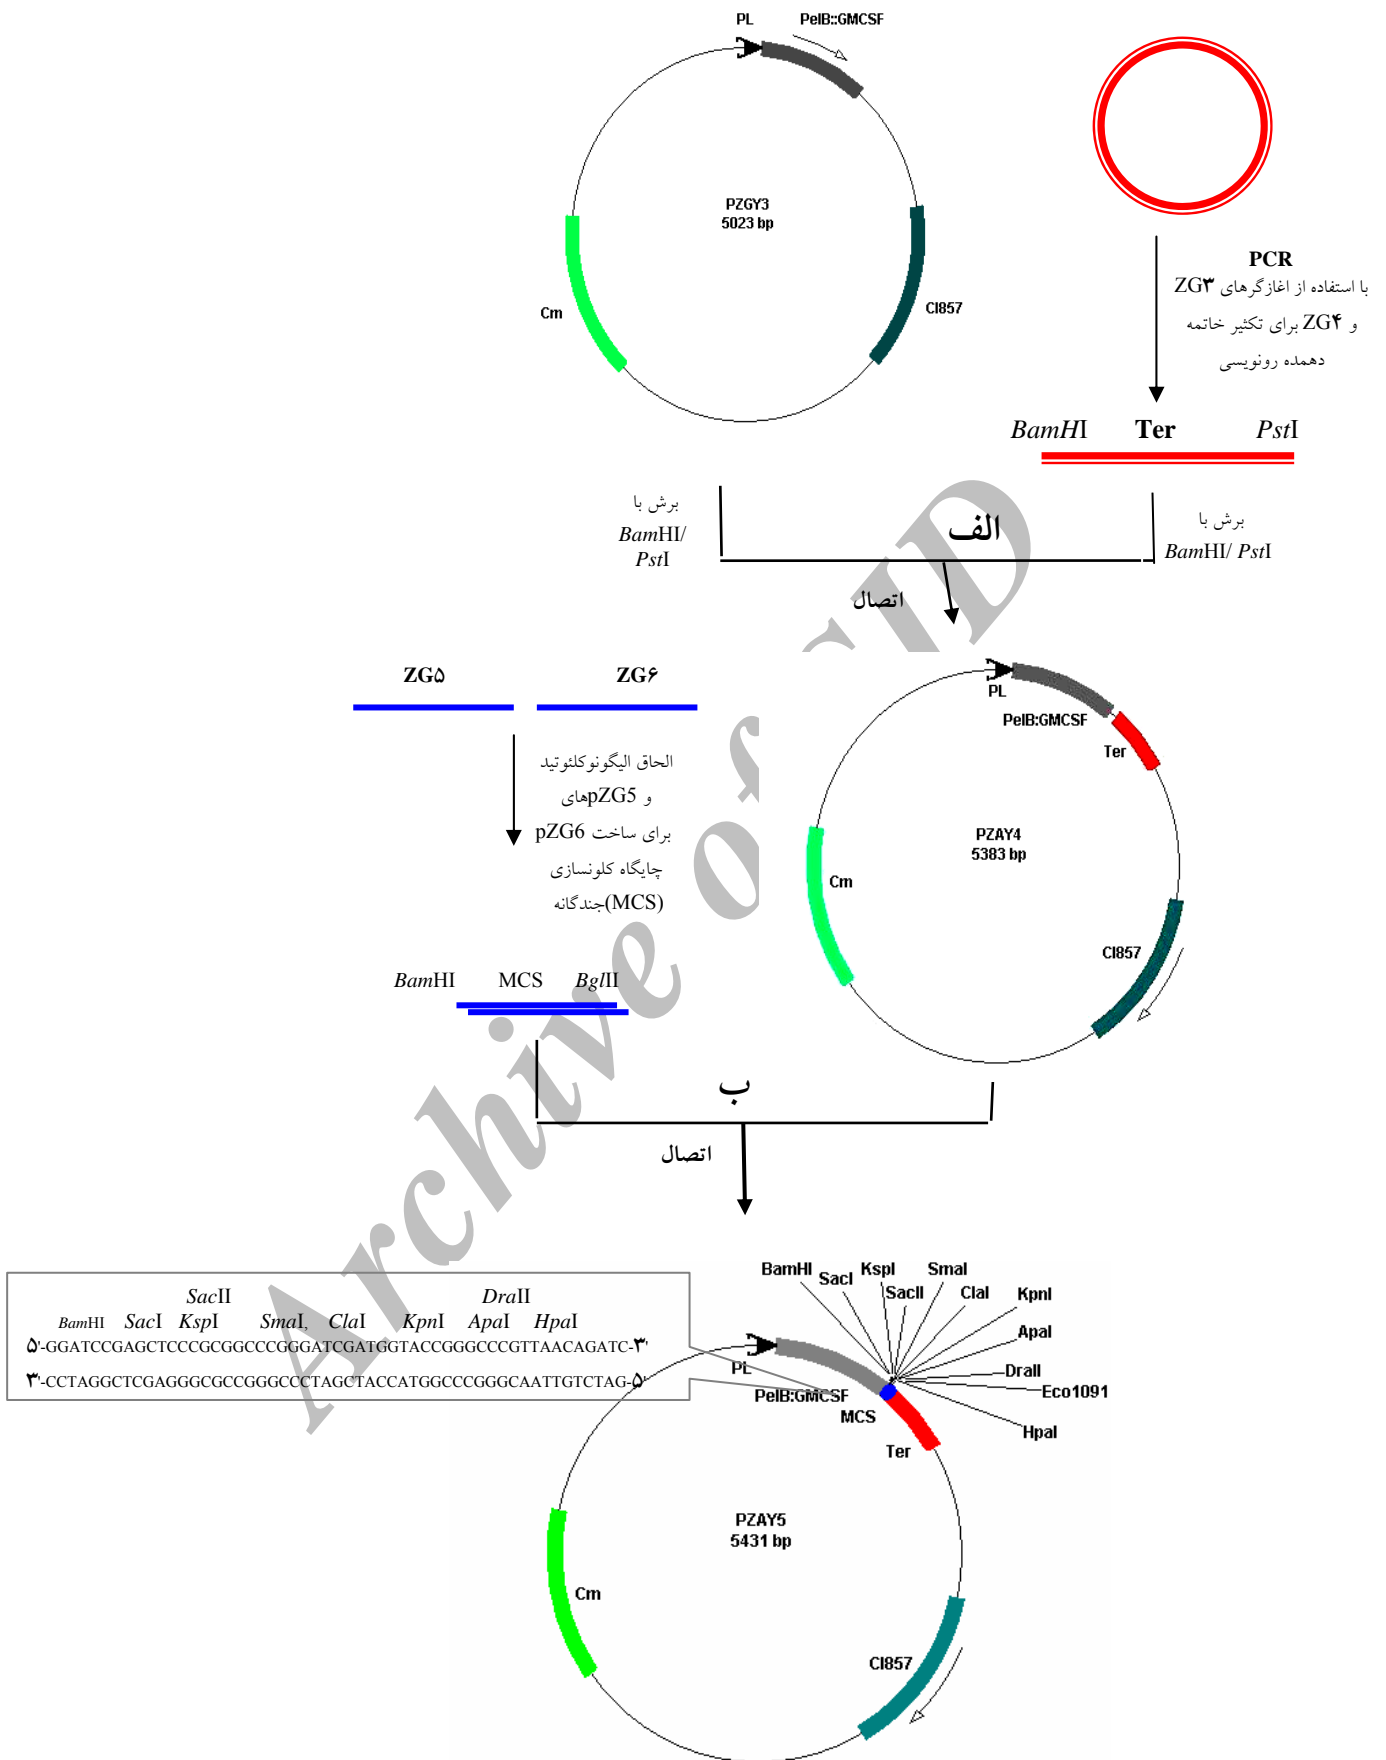 PL
PelB::GMCSF
PZGY3
5023 bp
Cm
CI857
PCR
با استفاده از اغازگرهای ZG۳
و ZG۴ برای تکثیر خاتمه
دهمده رونویسی
BamHI Ter PstI
برش با
BamHI/
PstI
الف
برش با
BamHI/ PstI
اتصال
ZG۵ ZG۶
الحاق الیگونوکلئوتید
و pZG5های
برای ساخت pZG6
چایگاه کلونسازی
(MCS)جندگانه
BamHI MCS BglII
PL
PelB:GMCSF
Ter
PZAY4
5383 bp
Cm
CI857
ب
اتصال
SacII DraII
BamHI SacI KspI SmaI, ClaI KpnI ApaI HpaI
۵'-GGATCCGAGCTCCCGCGGCCCGGGATCGATGGTACCGGGCCCGTTAACAGATC-۳'
۳'-CCTAGGCTCGAGGGCGCCGGGCCCTAGCTACCATGGCCCGGGCAATTGTCTAG-۵'
BamHI
SacI
KspI
SacII
SmaI
ClaI
KpnI
ApaI
DraII
Eco1091
HpaI
PL
PelB:GMCSF
MCS
Ter
PZAY5
5431 bp
Cm
CI857
Archive of SID